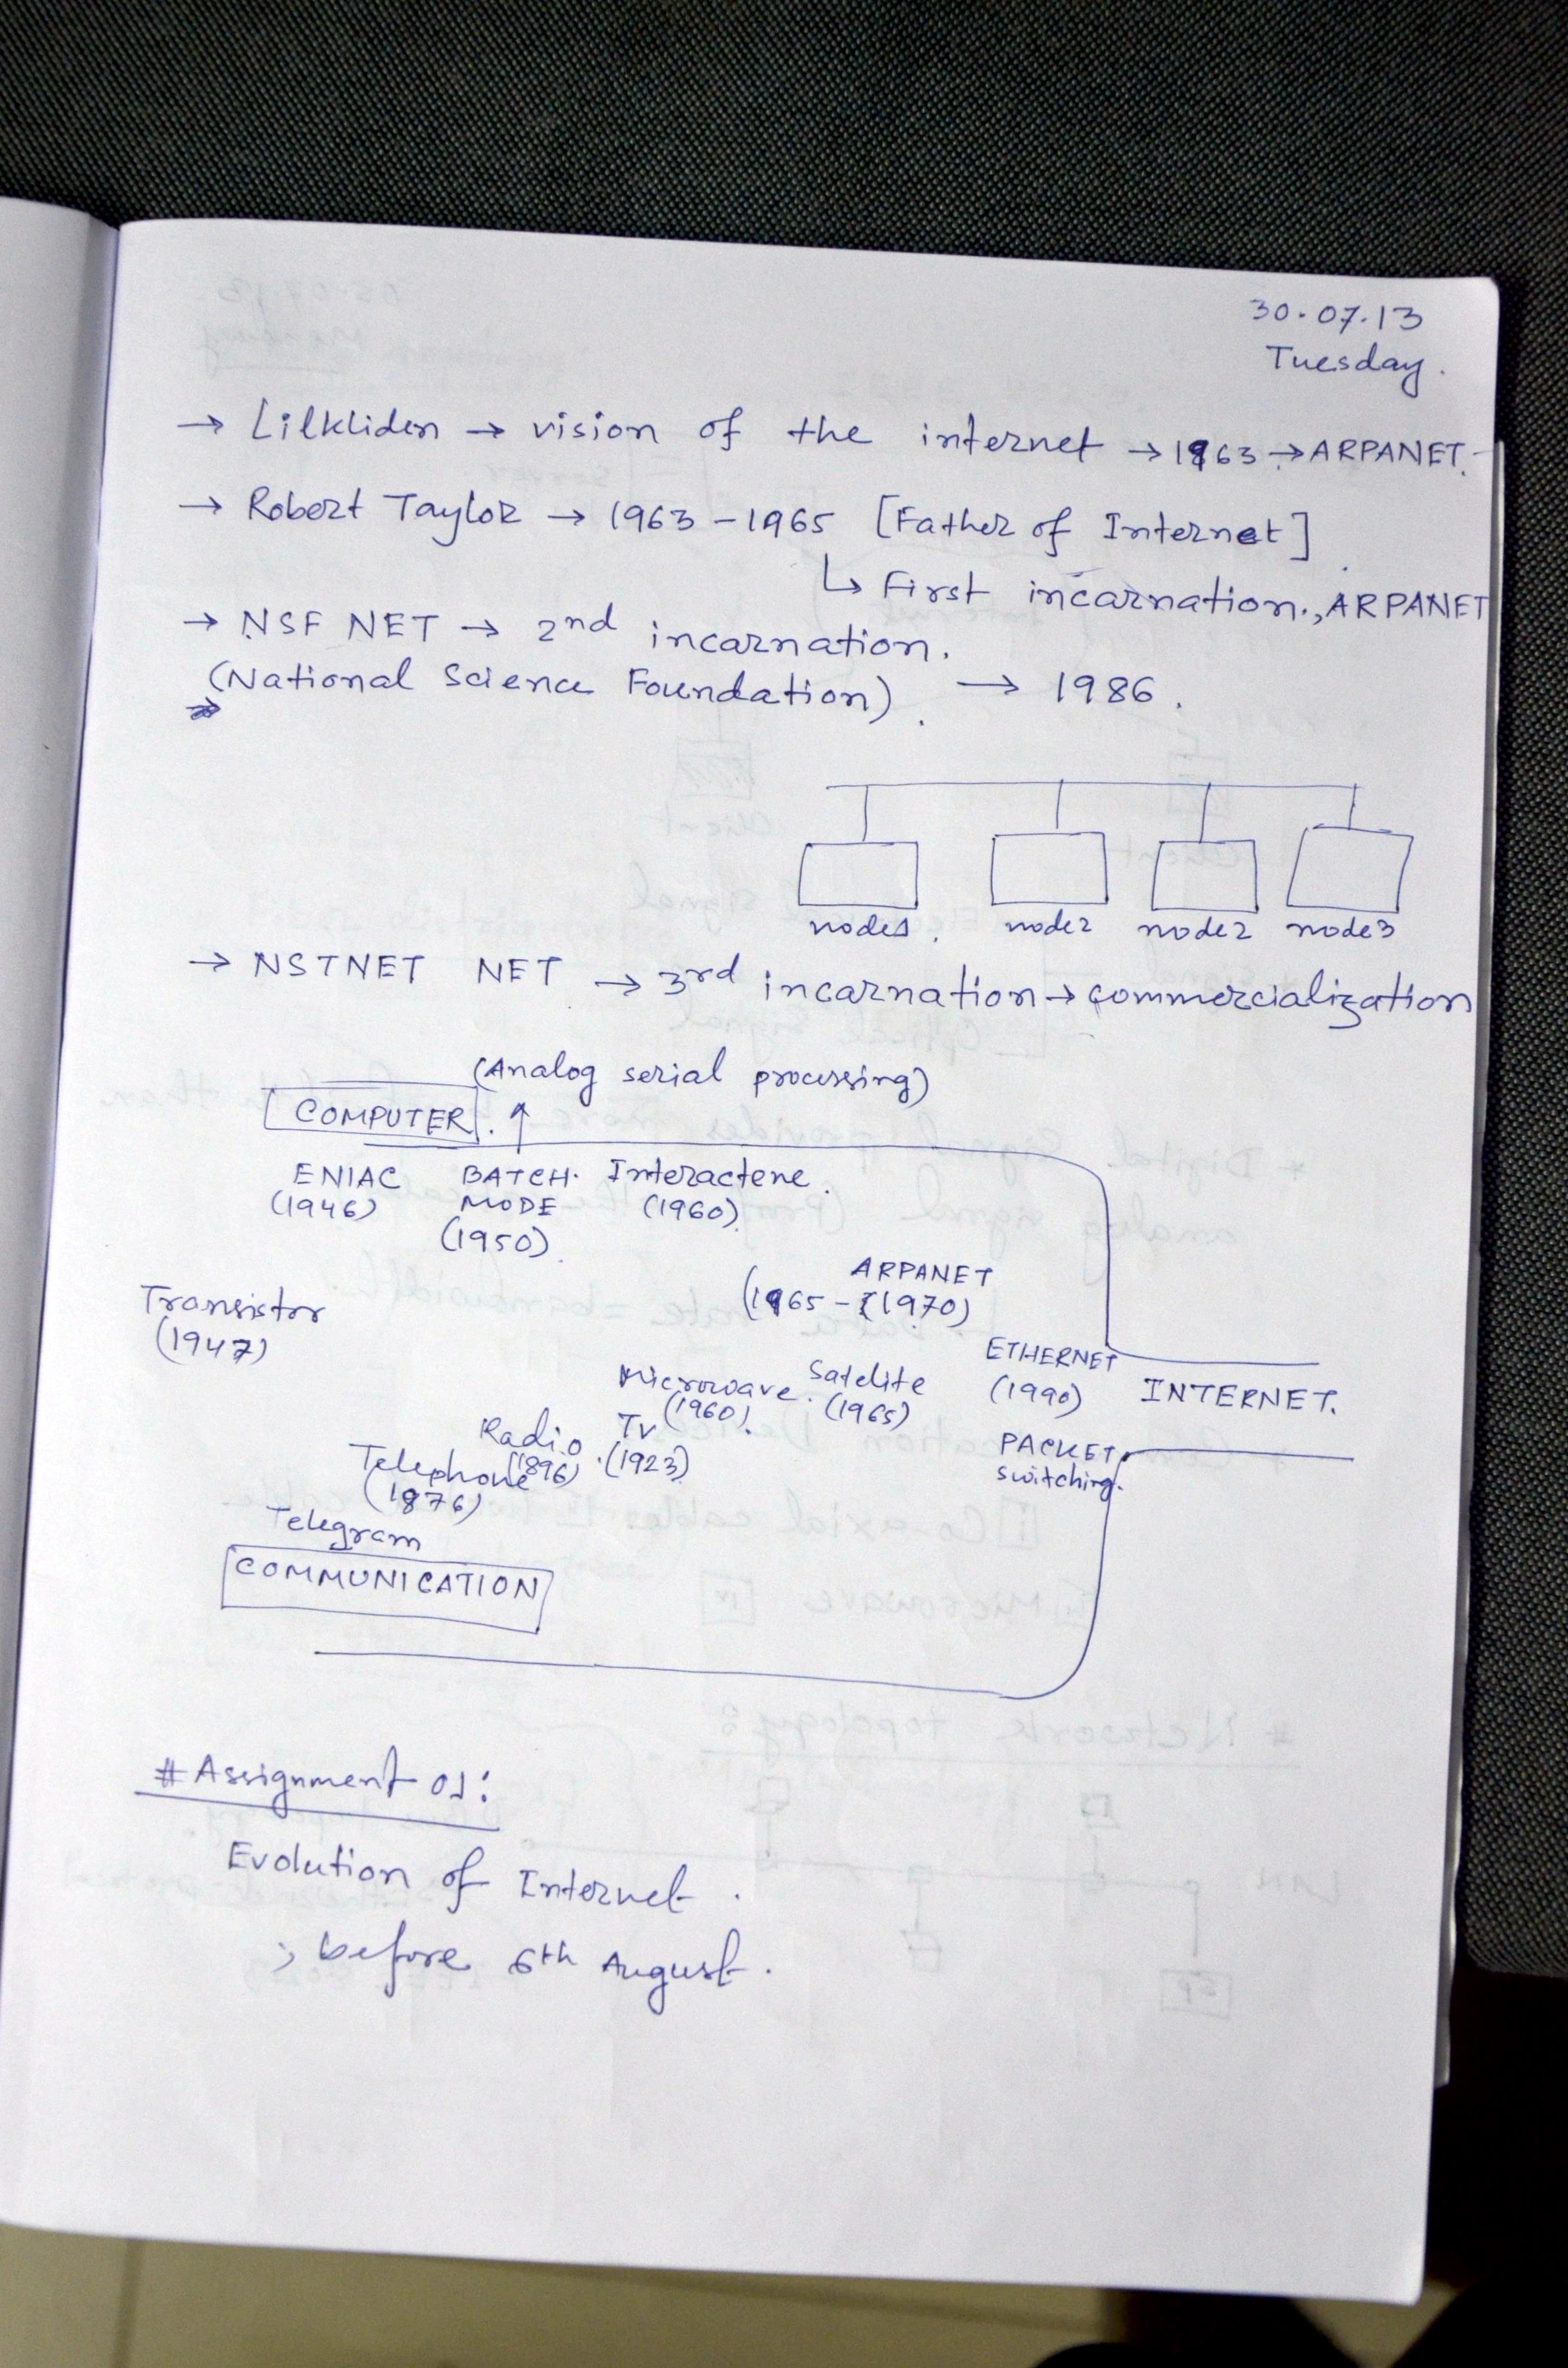 30.07.13
Tuesday.
→ Lilkliden → vision of the internet → 1963 → ARPANET.
→ Robert Taylor → 1963-1965 [Father of Internet]
↳ First incarnation., ARPANET
→ NSF NET → 2nd incarnation.
(National Science Foundation). → 1986.
node1. node2 node2 node3
→ NSTNET NET → 3rd incarnation → commercialization
(Analog serial processing)
COMPUTER. ↑
ENIAC BATCH. Interactene.
(1946) MODE (1960)
(1950)
ARPANET
(1965-(1970)
Transistor
(1947)
ETHERNET
(1990)
INTERNET.
Microwave. Satelite
(1960). (1965)
Radio Tv
(1896) (1923)
PACKET
switching.
Telephone
(1876)
Telegram
COMMUNICATION
# Assignment 01:
Evolution of Internet.
; before 6th August.